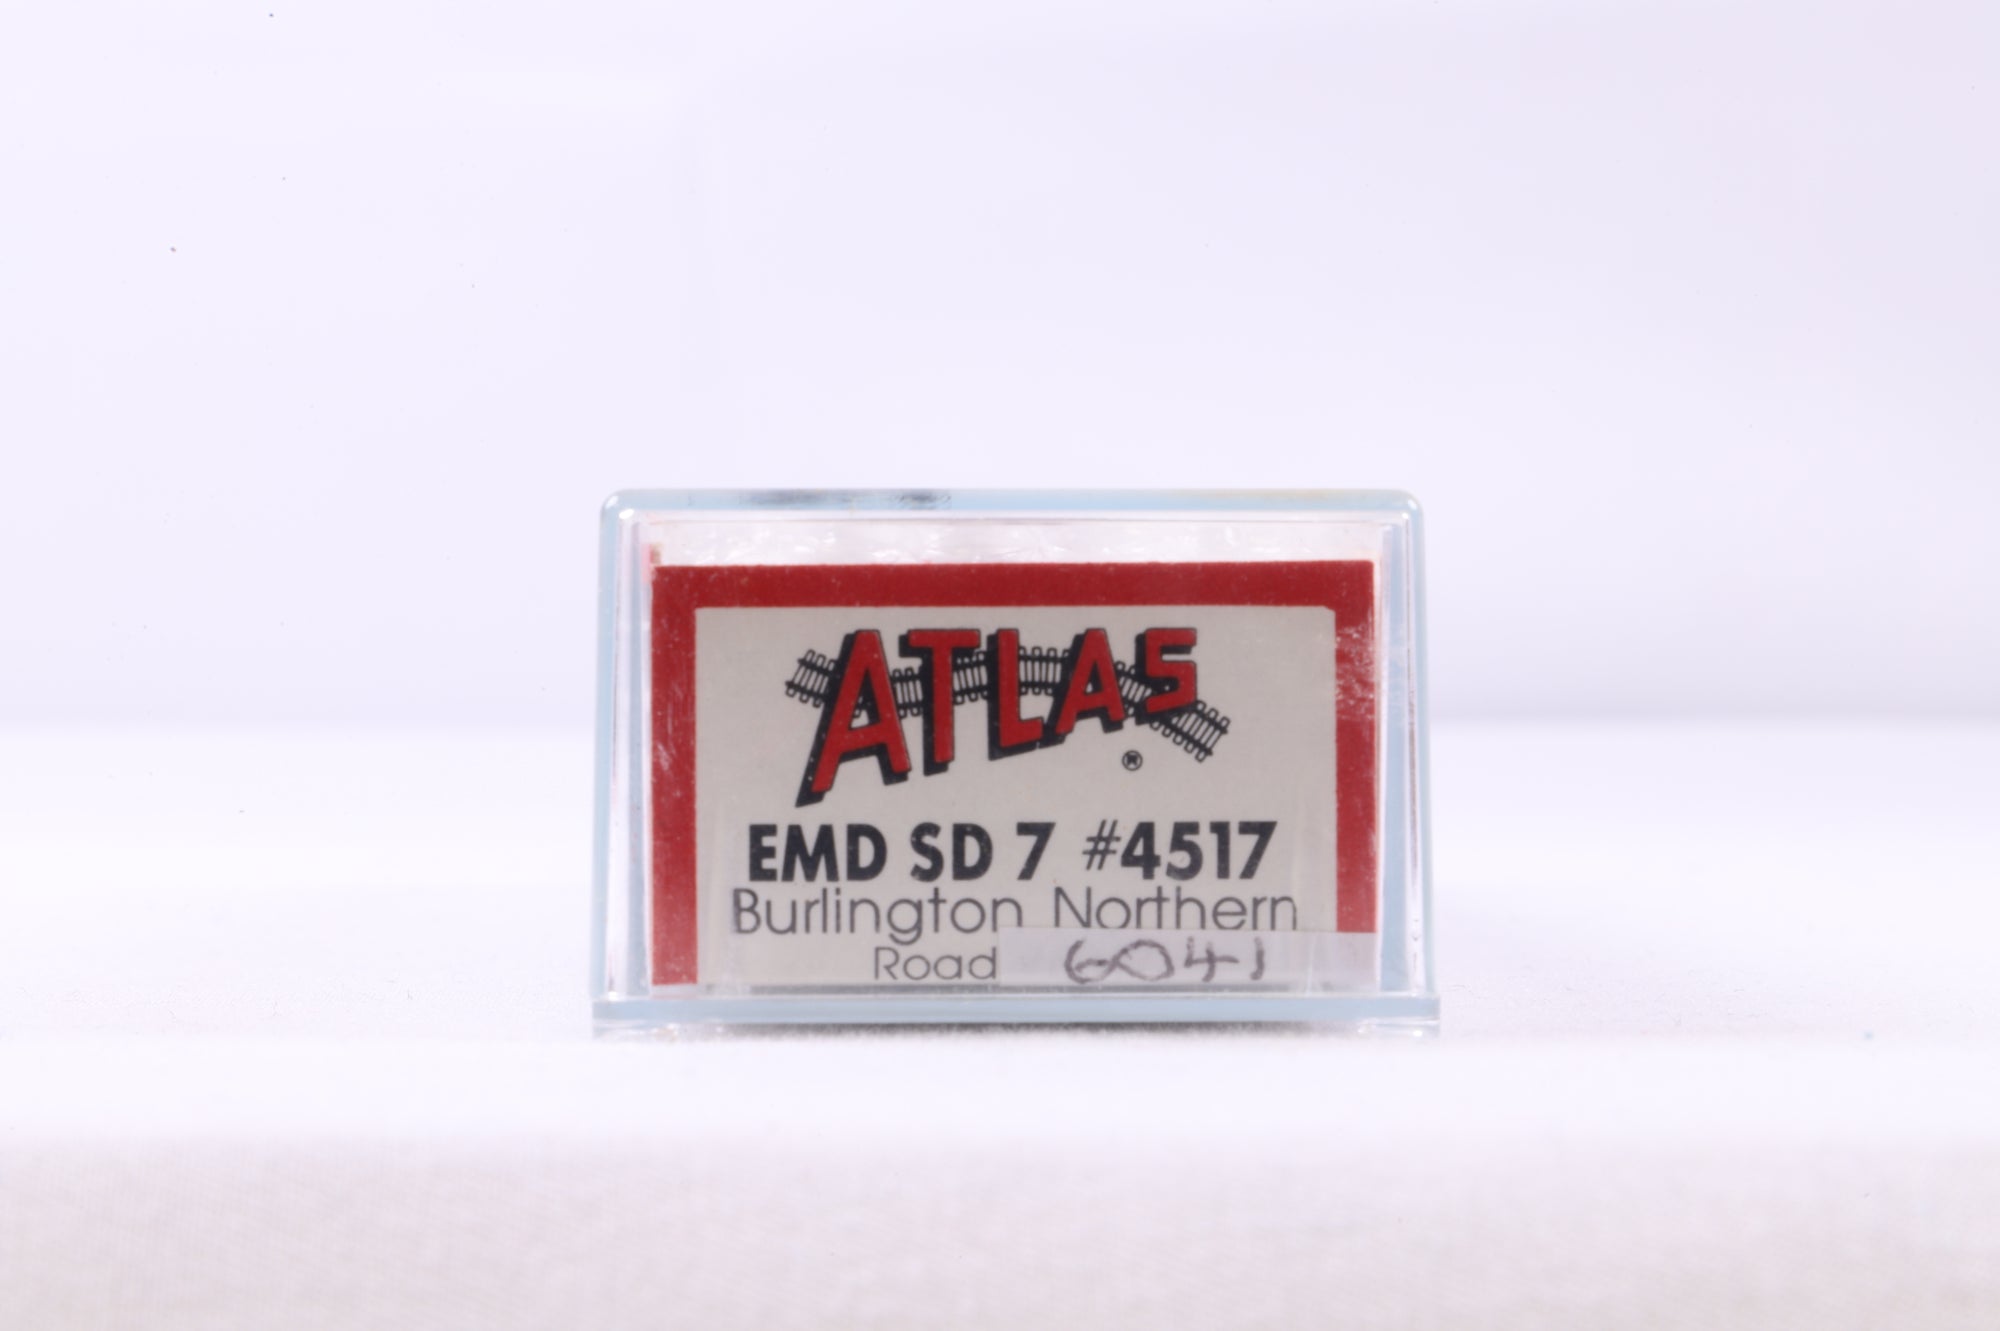 ATLAS
®
EMD SD 7 #4517
Burlington Northern
Road 6041